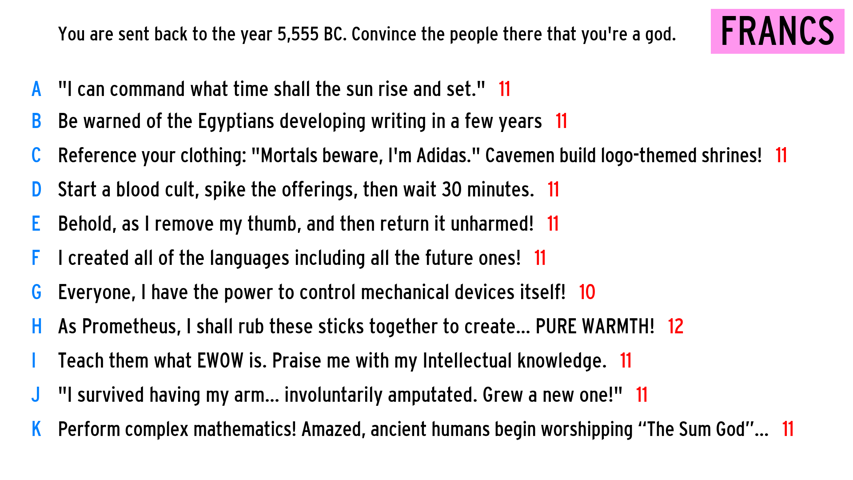 You are sent back to the year 5,555 BC. Convince the people there that you're a god.
FRANCS
A "I can command what time shall the sun rise and set." 11
B Be warned of the Egyptians developing writing in a few years 11
C Reference your clothing: "Mortals beware, I'm Adidas." Cavemen build logo-themed shrines! 11
D Start a blood cult, spike the offerings, then wait 30 minutes. 11
E Behold, as I remove my thumb, and then return it unharmed! 11
F I created all of the languages including all the future ones! 11
G Everyone, I have the power to control mechanical devices itself! 10
H As Prometheus, I shall rub these sticks together to create... PURE WARMTH! 12
I Teach them what EWOW is. Praise me with my Intellectual knowledge. 11
J "I survived having my arm... involuntarily amputated. Grew a new one!" 11
K Perform complex mathematics! Amazed, ancient humans begin worshipping “The Sum God”... 11